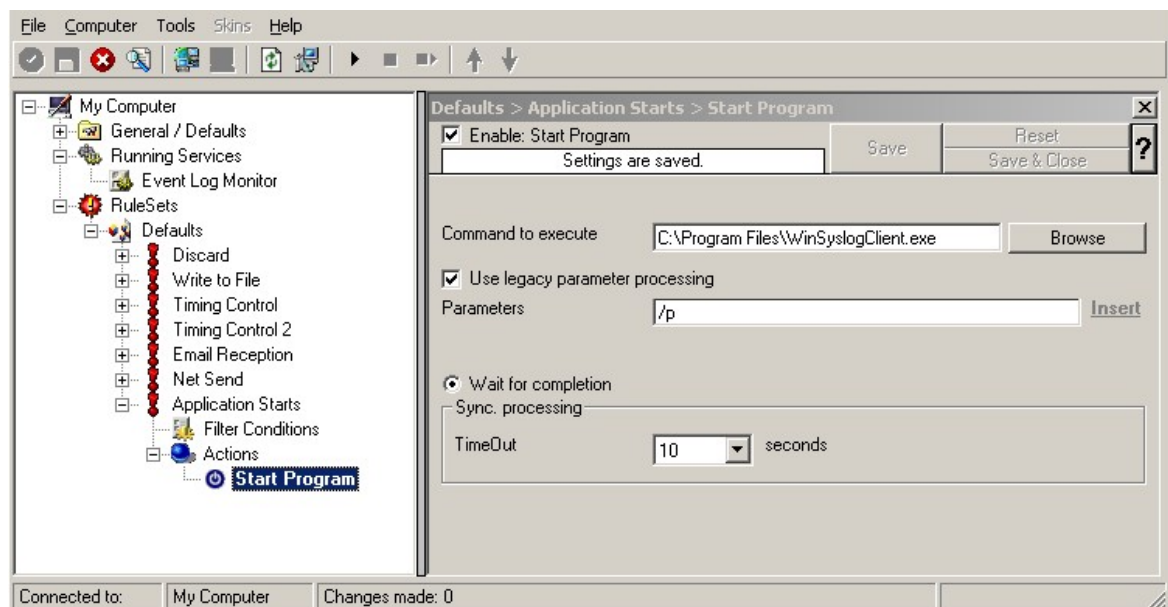 File Computer Tools Skins Help
My Computer
General / Defaults
Running Services
Event Log Monitor
RuleSets
Defaults
Discard
Write to File
Timing Control
Timing Control 2
Email Reception
Net Send
Application Starts
Filter Conditions
Actions
Start Program
Defaults > Application Starts > Start Program
Enable: Start Program
Settings are saved.
Save
Reset
Save & Close
?
Command to execute C:\Program Files\WinSyslogClient.exe Browse
Use legacy parameter processing
Parameters /p Insert
Wait for completion
Sync. processing
TimeOut 10 seconds
Connected to: My Computer Changes made: 0